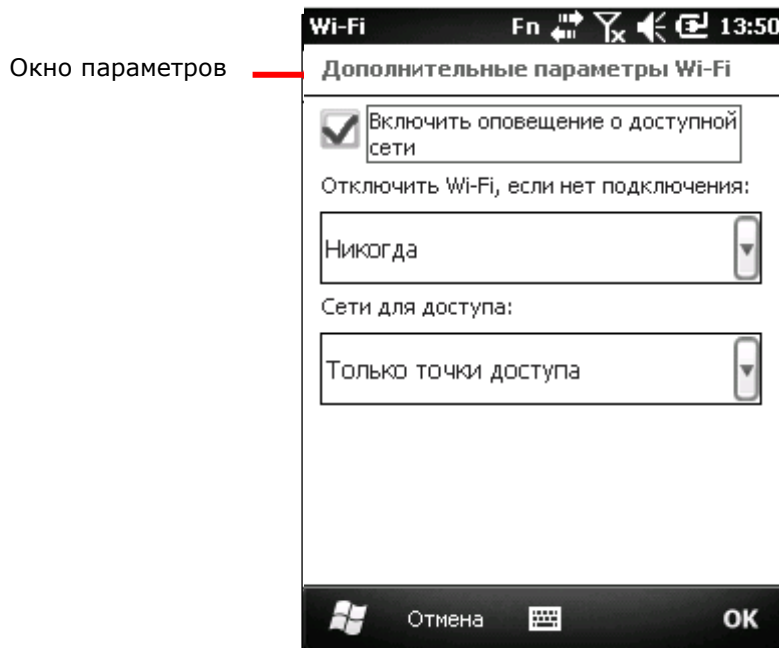 Wi-Fi Fn 13:50
Окно параметров
Дополнительные параметры Wi-Fi
Включить оповещение о доступной
сети
Отключить Wi-Fi, если нет подключения:
Никогда
Сети для доступа:
Только точки доступа
Отмена OK